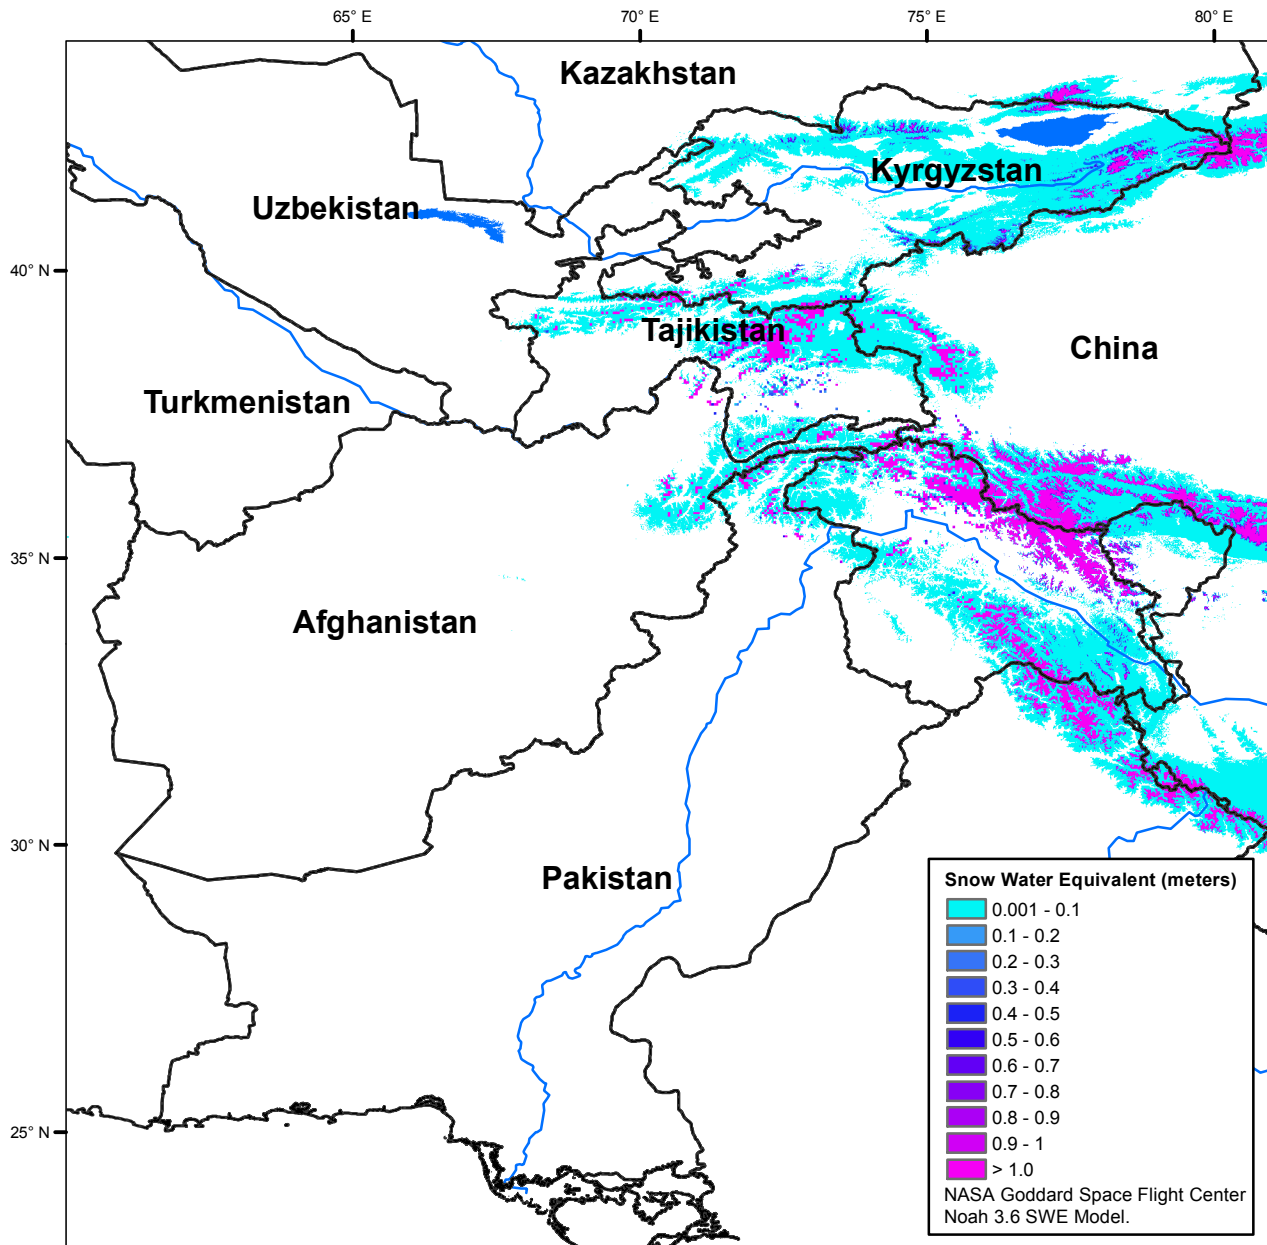 65° E
70° E
75° E
80° E
Kazakhstan
Kyrgyzstan
Uzbekistan
40° N
Tajikistan
China
Turkmenistan
35° N
Afghanistan
30° N
Pakistan
25° N
Snow Water Equivalent (meters)
0.001 - 0.1
0.1 - 0.2
0.2 - 0.3
0.3 - 0.4
0.4 - 0.5
0.5 - 0.6
0.6 - 0.7
0.7 - 0.8
0.8 - 0.9
0.9 - 1
> 1.0
NASA Goddard Space Flight Center
Noah 3.6 SWE Model.